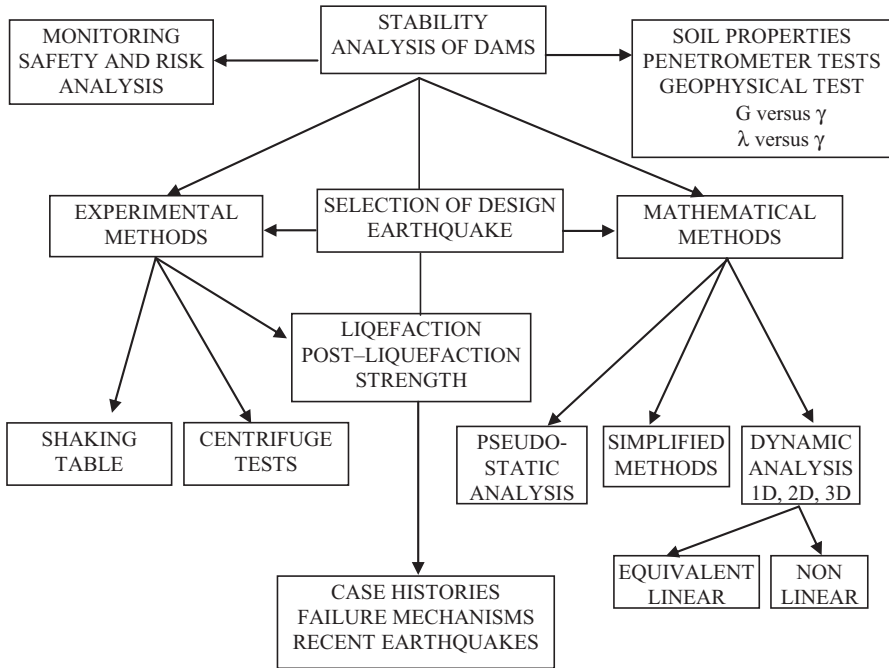 MONITORING
SAFETY AND RISK
ANALYSIS
STABILITY
ANALYSIS OF DAMS
SOIL PROPERTIES
PENETROMETER TESTS
GEOPHYSICAL TEST
G versus γ
λ versus γ
EXPERIMENTAL
METHODS
SELECTION OF DESIGN
EARTHQUAKE
MATHEMATICAL
METHODS
LIQEFACTION
POST–LIQUEFACTION
STRENGTH
SHAKING
TABLE
CENTRIFUGE
TESTS
PSEUDO-
STATIC
ANALYSIS
SIMPLIFIED
METHODS
DYNAMIC
ANALYSIS
1D, 2D, 3D
EQUIVALENT
LINEAR
NON
LINEAR
CASE HISTORIES
FAILURE MECHANISMS
RECENT EARTHQUAKES